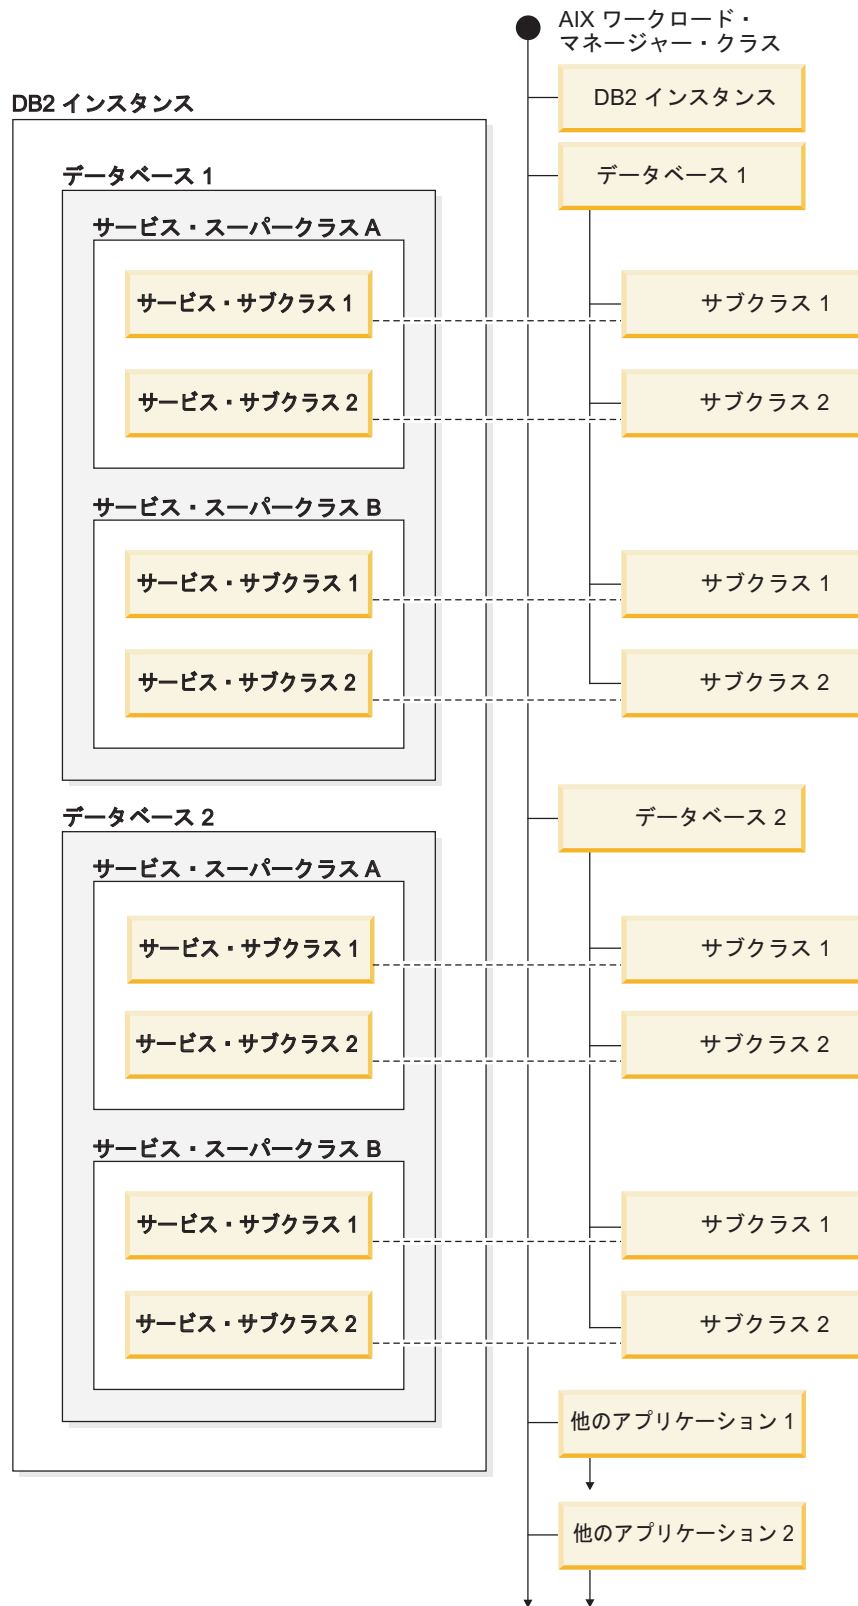 AIX ワークロード・
マネージャー・クラス
DB2 インスタンス
DB2 インスタンス
データベース 1
データベース 1
サービス・スーパークラス A
サービス・サブクラス 1
サブクラス 1
サービス・サブクラス 2
サブクラス 2
サービス・スーパークラス B
サービス・サブクラス 1
サブクラス 1
サービス・サブクラス 2
サブクラス 2
データベース 2
データベース 2
サービス・スーパークラス A
サービス・サブクラス 1
サブクラス 1
サービス・サブクラス 2
サブクラス 2
サービス・スーパークラス B
サービス・サブクラス 1
サブクラス 1
サービス・サブクラス 2
サブクラス 2
他のアプリケーション 1
他のアプリケーション 2